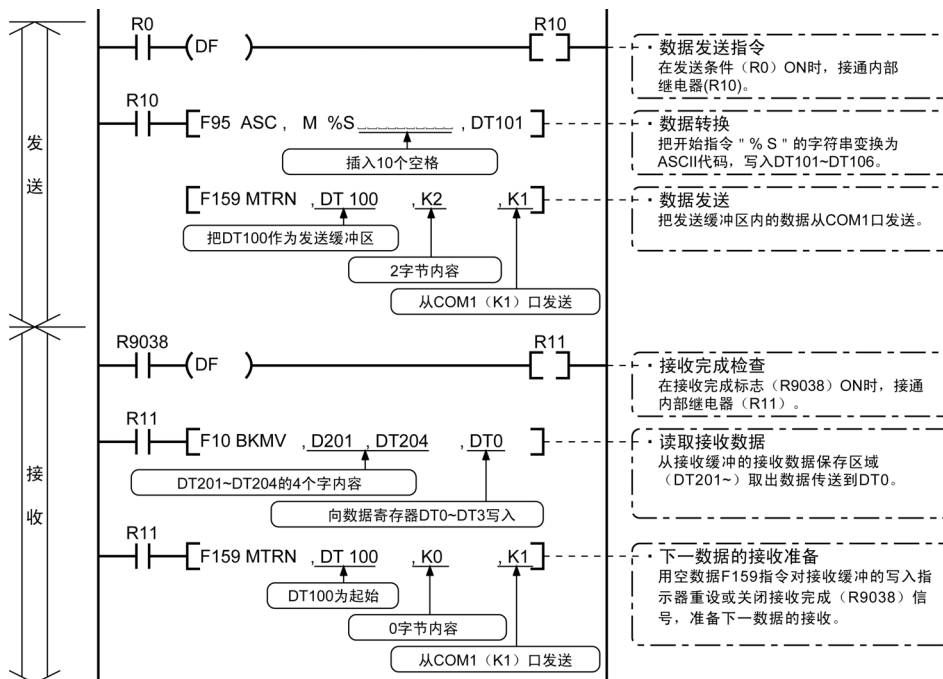 发
送
R0
(DF )
R10
· 数据发送指令
在发送条件（R0）ON时，接通内部
继电器(R10)。
R10
F95 ASC， M %S␣␣␣␣␣␣␣␣␣␣ , DT101
插入10个空格
· 数据转换
把开始指令 " % S " 的字符串变换为
ASCII代码，写入DT101~DT106。
F159 MTRN , DT 100 , K2 , K1
把DT100作为发送缓冲区
2字节内容
从COM1（K1）口发送
· 数据发送
把发送缓冲区内的数据从COM1口发送。
接
收
R9038
(DF )
R11
· 接收完成检查
在接收完成标志（R9038）ON时，接通
内部继电器（R11）。
R11
F10 BKMV , D201 , DT204 , DT0
DT201~DT204的4个字内容
向数据寄存器DT0~DT3写入
· 读取接收数据
从接收缓冲的接收数据保存区域
（DT201~）取出数据传送到DT0。
R11
F159 MTRN , DT 100 , K0 , K1
DT100为起始
0字节内容
从COM1（K1）口发送
· 下一数据的接收准备
用空数据F159指令对接收缓冲的写入指
示器重设或关闭接收完成（R9038）信
号，准备下一数据的接收。